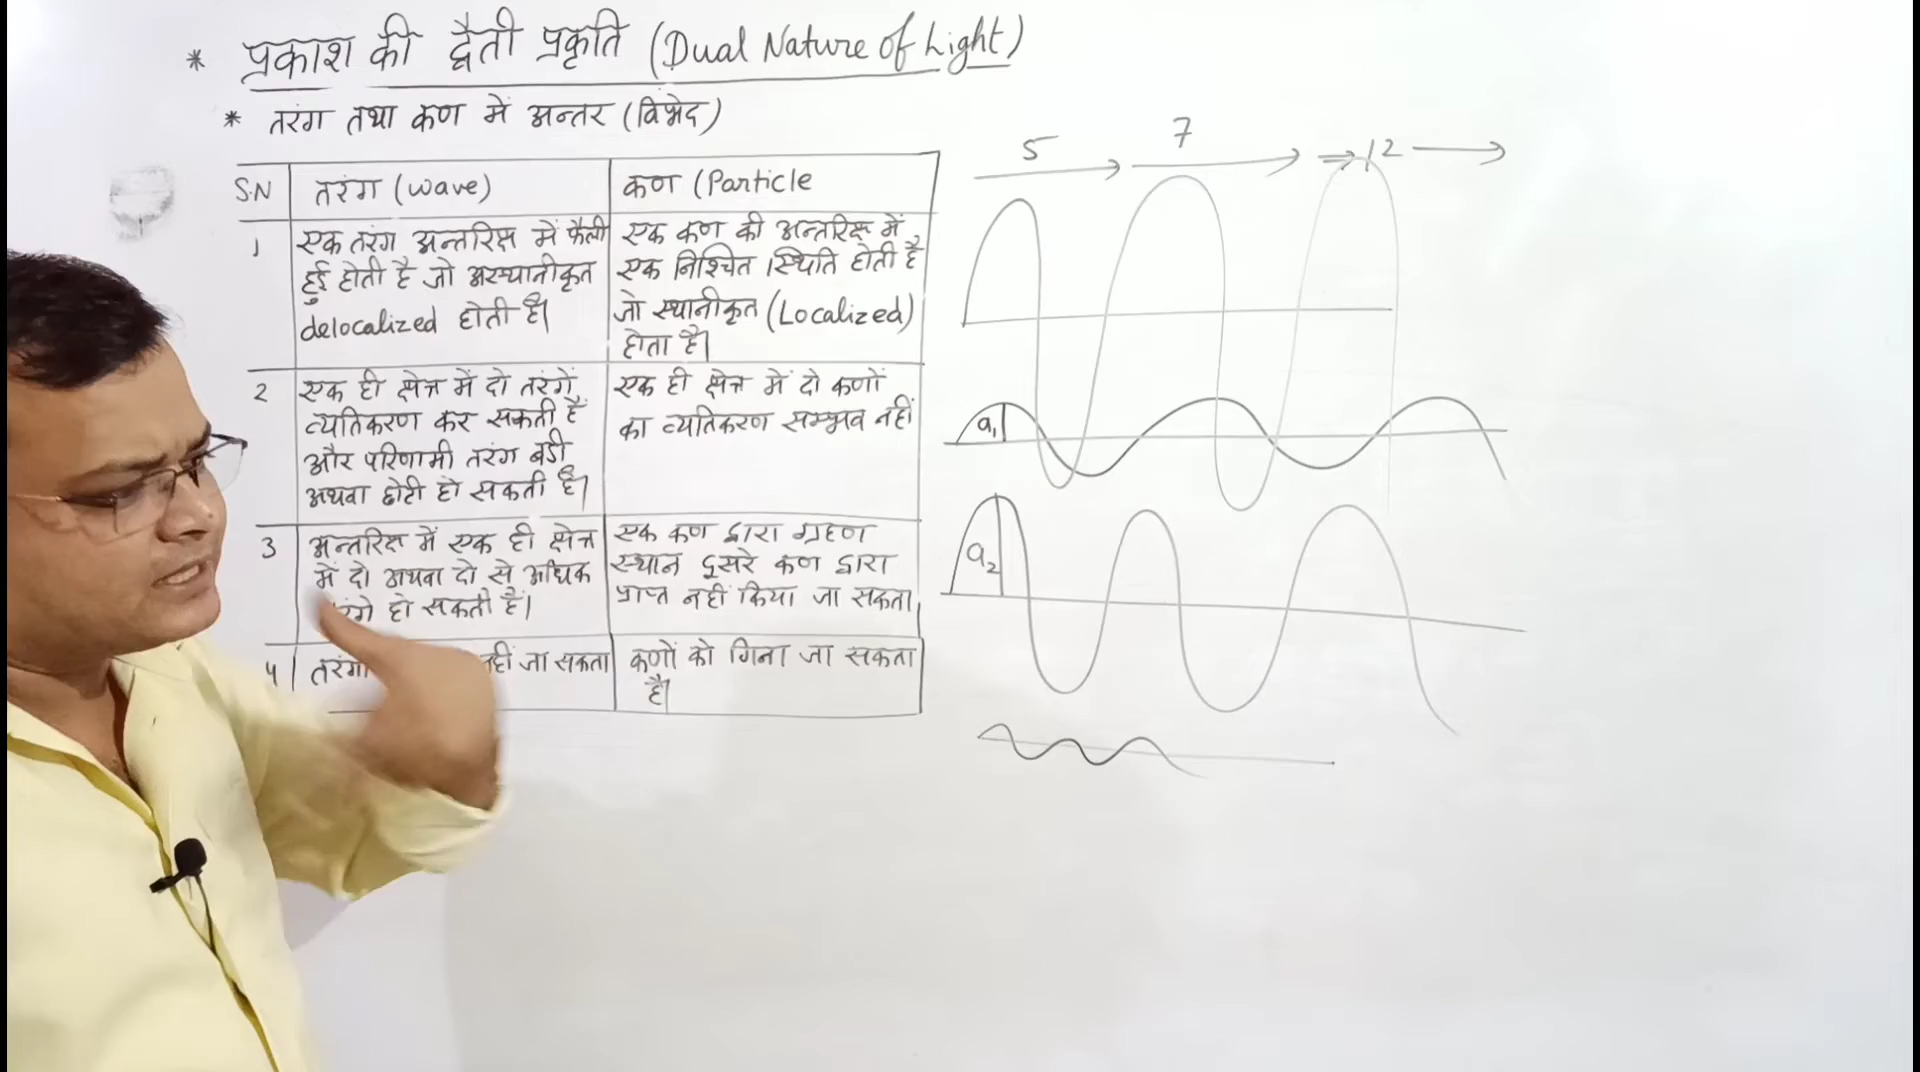 * प्रकाश की द्वैती प्रकृति (Dual Nature of Light)
* तरंग तथा कण में अन्तर (विभेद)
S.N तरंग (wave) कण (Particle
1 एक तरंग अन्तरिक्ष में फैली
हुई होती है जो अस्थानीकृत
delocalized होती है।
एक कण की अन्तरिक्ष में
एक निश्चित स्थिति होती है
जो स्थानीकृत (Localized)
होता है।
2 एक ही क्षेत्र में दो तरंगें
व्यतिकरण कर सकती हैं
और परिणामी तरंग बडी
अथवा छोटी हो सकती है।
एक ही क्षेत्र में दो कणों
का व्यतिकरण सम्भव नहीं
3 अन्तरिक्ष में एक ही क्षेत्र
में दो अथवा दो से अधिक
हो सकती हैं।
एक कण द्वारा ग्रहण
स्थान दूसरे कण द्वारा
प्राप्त नहीं किया जा सकता।
4 जा सकता
कणों को गिना जा सकता
है।
5 7 12
a₁
a₂